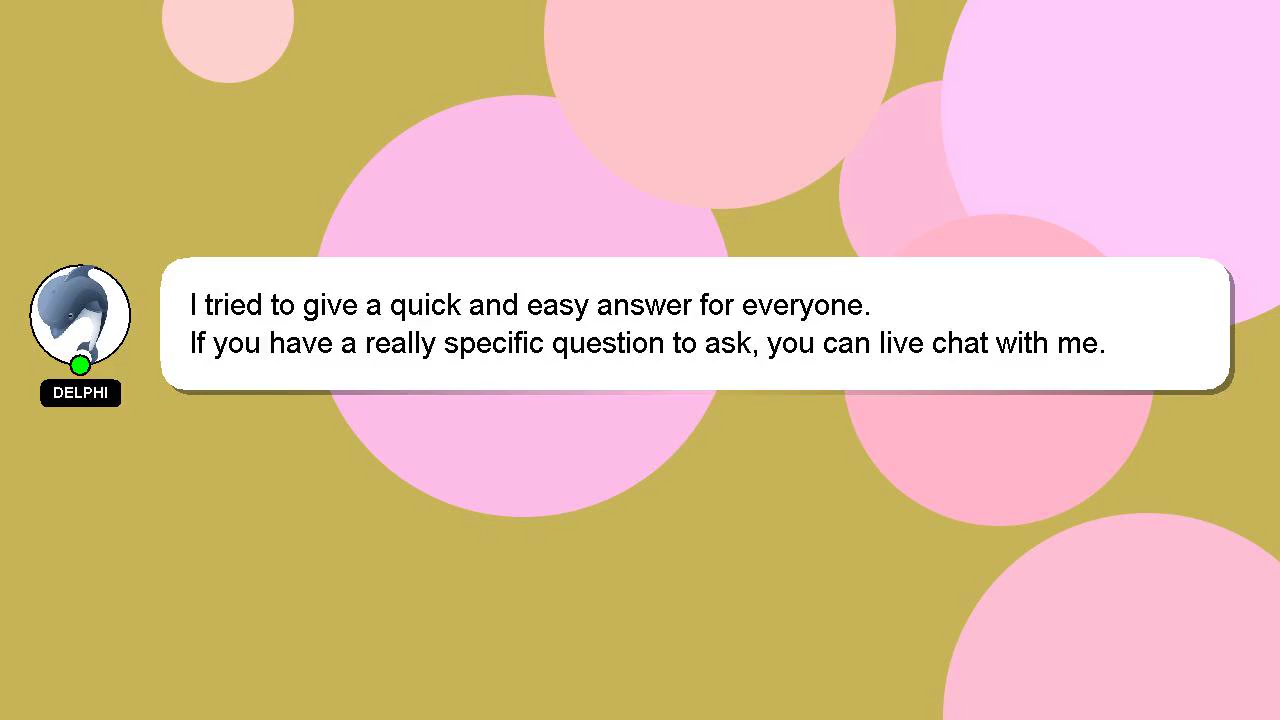 I tried to give a quick and easy answer for everyone.
If you have a really specific question to ask, you can live chat with me.
DELPHI